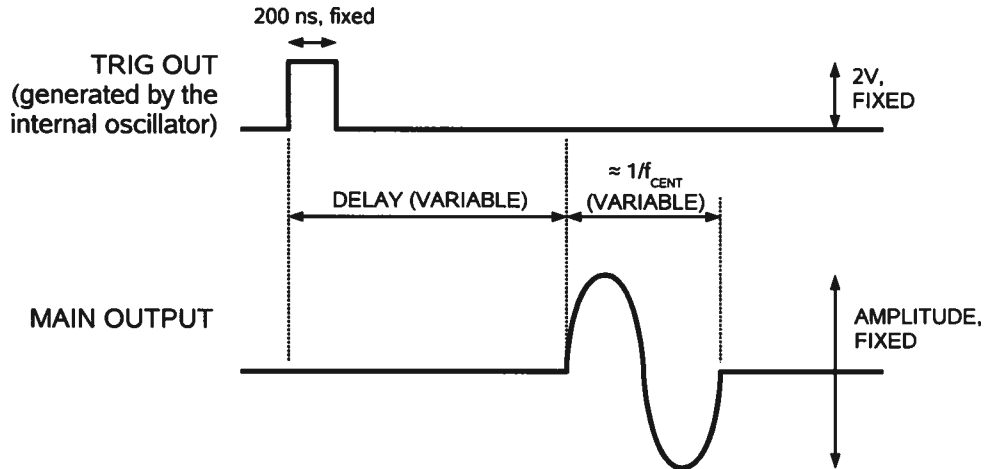 200 ns, fixed
TRIG OUT
(generated by the
internal oscillator)
2V,
FIXED
≈ 1/fCENT
DELAY (VARIABLE)
(VARIABLE)
MAIN OUTPUT
AMPLITUDE,
FIXED